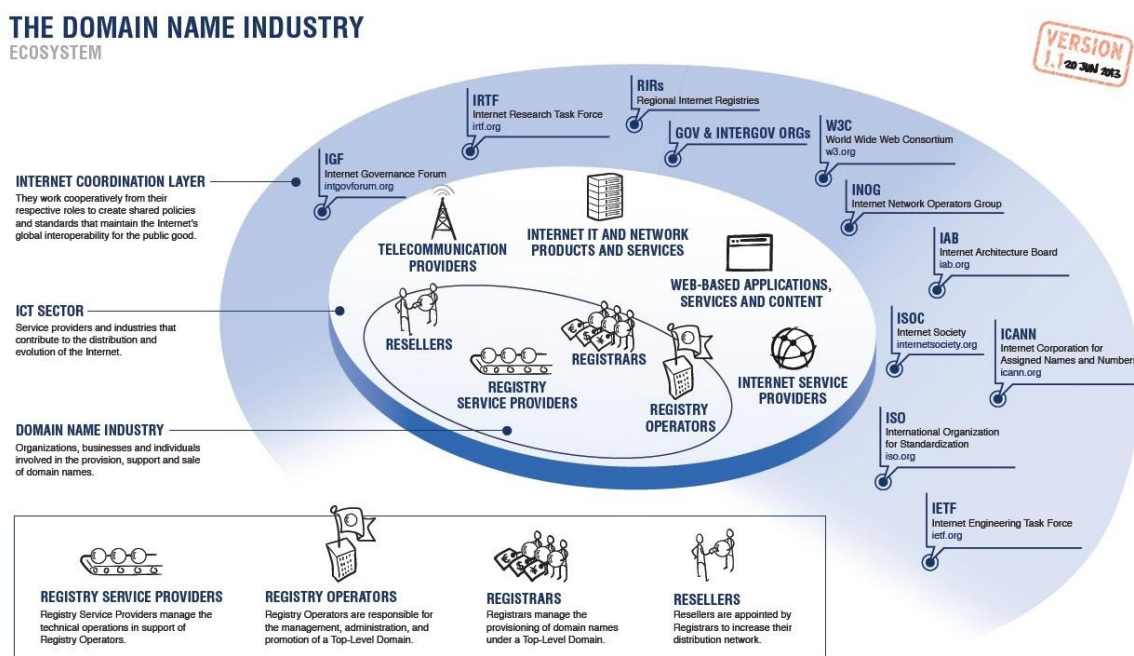 THE DOMAIN NAME INDUSTRY
ECOSYSTEM
VERSION
1.1 20 JUN 2013
IRTF
Internet Research Task Force
irtf.org
RIRs
Regional Internet Registries
GOV & INTERGOV ORGs
W3C
World Wide Web Consortium
w3.org
IGF
Internet Governance Forum
intgovforum.org
INOG
Internet Network Operators Group
IAB
Internet Architecture Board
iab.org
ISOC
Internet Society
internetsociety.org
ICANN
Internet Corporation for
Assigned Names and Numbers
icann.org
ISO
International Organization
for Standardization
iso.org
IETF
Internet Engineering Task Force
ietf.org
INTERNET COORDINATION LAYER
They work cooperatively from their
respective roles to create shared policies
and standards that maintain the Internet's
global interoperability for the public good.
ICT SECTOR
Service providers and industries that
contribute to the distribution and
evolution of the Internet.
DOMAIN NAME INDUSTRY
Organizations, businesses and individuals
involved in the provision, support and sale
of domain names.
TELECOMMUNICATION
PROVIDERS
INTERNET IT AND NETWORK
PRODUCTS AND SERVICES
WEB-BASED APPLICATIONS,
SERVICES AND CONTENT
INTERNET SERVICE
PROVIDERS
RESELLERS
REGISTRARS
REGISTRY
SERVICE PROVIDERS
REGISTRY
OPERATORS
REGISTRY SERVICE PROVIDERS
Registry Service Providers manage the
technical operations in support of
Registry Operators.
REGISTRY OPERATORS
Registry Operators are responsible for
the management, administration, and
promotion of a Top-Level Domain.
REGISTRARS
Registrars manage the
provisioning of domain names
under a Top-Level Domain.
RESELLERS
Resellers are appointed by
Registrars to increase their
distribution network.